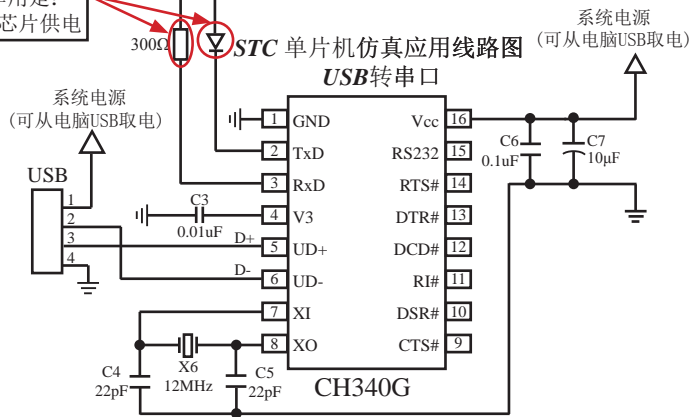 芯片供电
300Ω
STC 单片机仿真应用线路图
USB转串口
系统电源
(可从电脑USB取电)
系统电源
(可从电脑USB取电)
USB
1
2
3
4
C3
0.01uF
D+
D-
1 GND
2 TxD
3 RxD
4 V3
5 UD+
6 UD-
7 XI
8 XO
Vcc 16
RS232 15
RTS# 14
DTR# 13
DCD# 12
RI# 11
DSR# 10
CTS# 9
C6
0.1uF
C7
10μF
C4
22pF
X6
12MHz
C5
22pF
CH340G